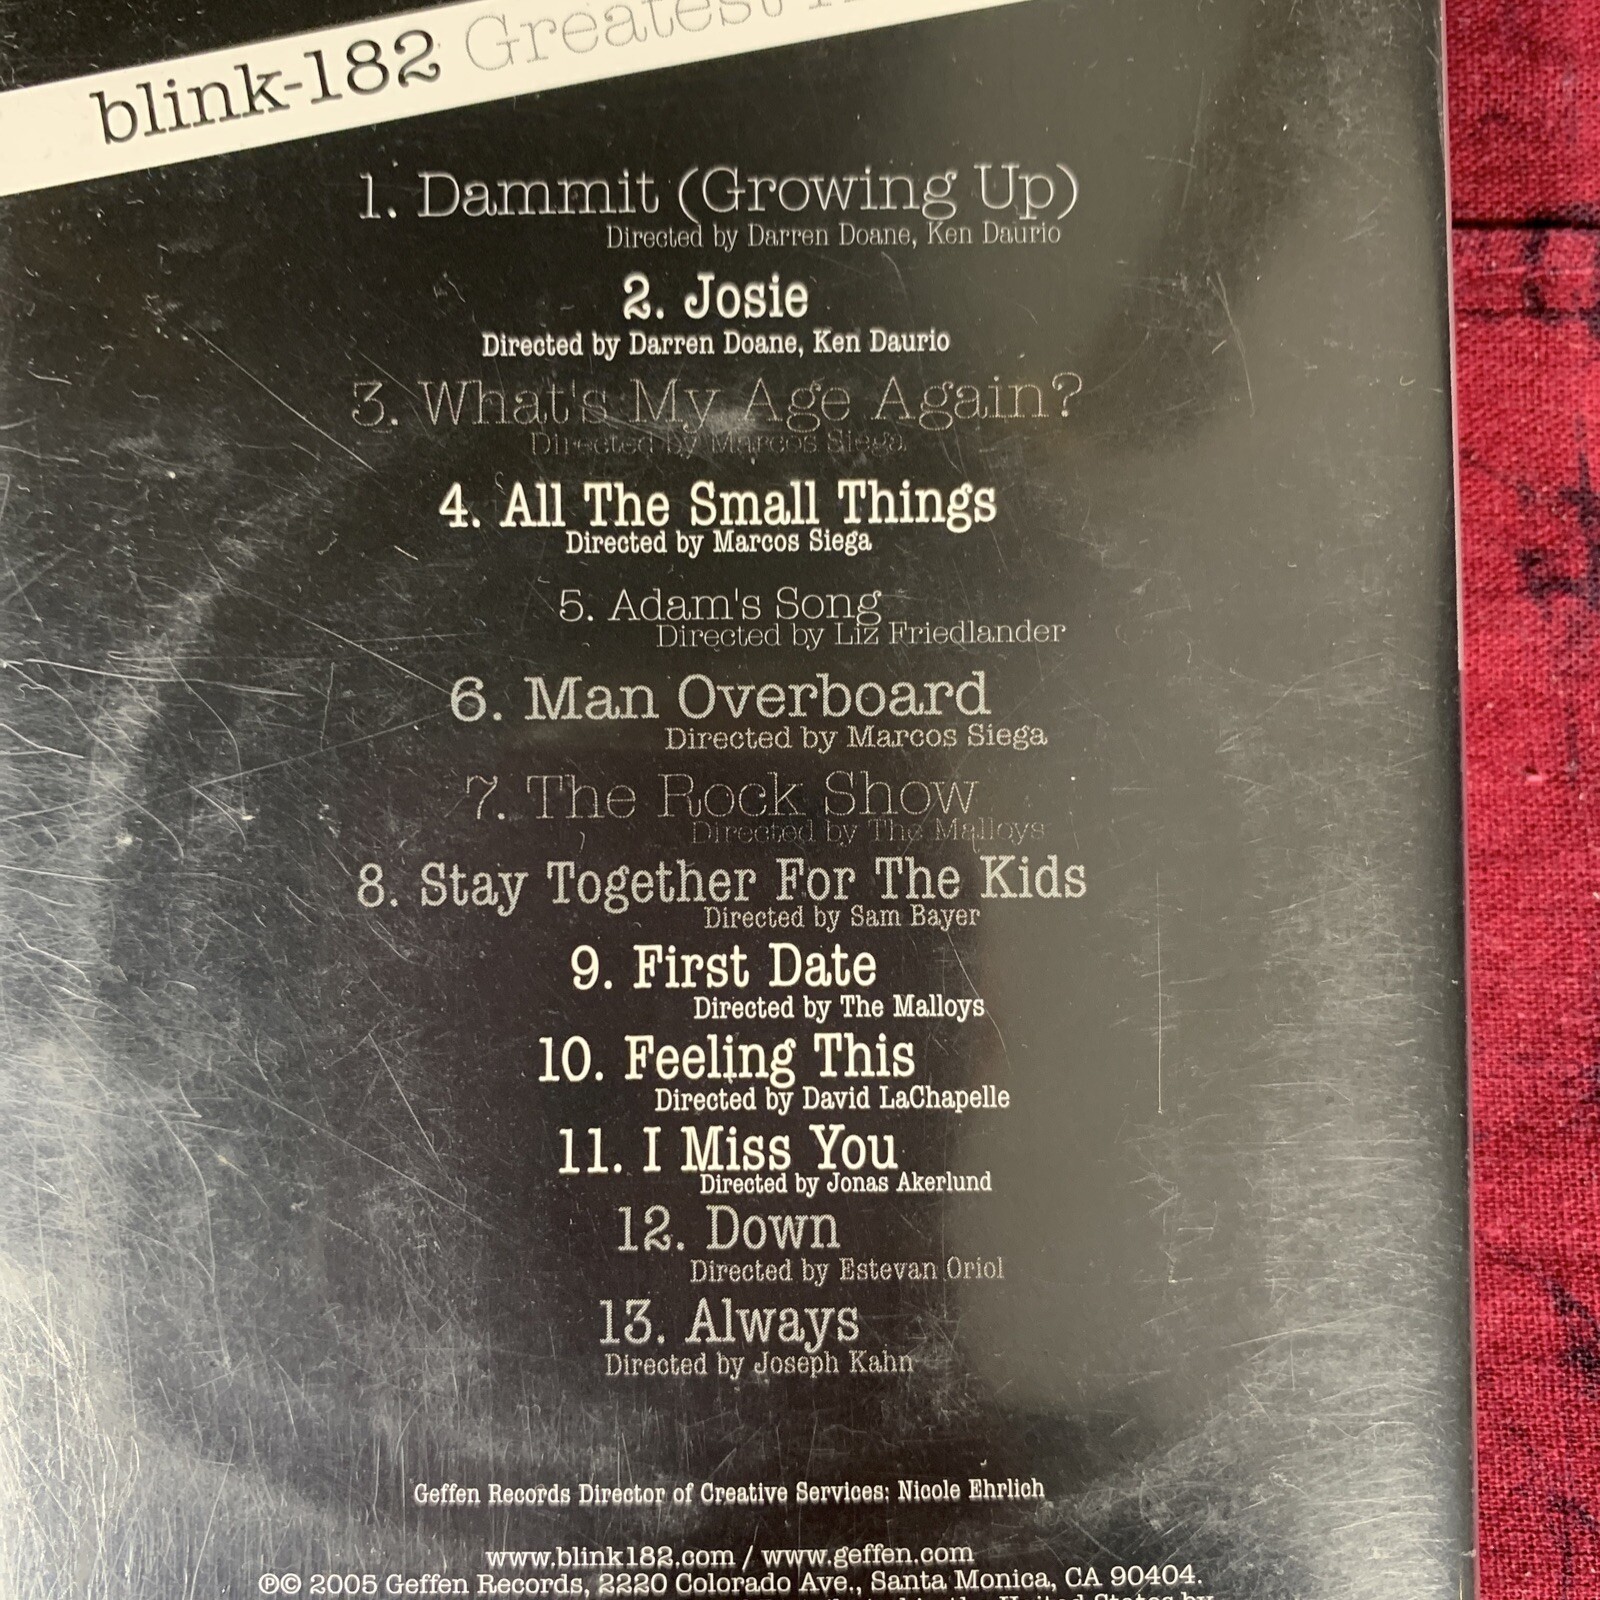 blink-182 Greatest
1. Dammit (Growing Up)
Directed by Darren Doane, Ken Daurio
2. Josie
Directed by Darren Doane, Ken Daurio
3. What's My Age Again?
Directed by Marcos Siega
4. All The Small Things
Directed by Marcos Siega
5. Adam's Song
Directed by Liz Friedlander
6. Man Overboard
Directed by Marcos Siega
7. The Rock Show
Directed by The Malloys
8. Stay Together For The Kids
Directed by Sam Bayer
9. First Date
Directed by The Malloys
10. Feeling This
Directed by David LaChapelle
11. I Miss You
Directed by Jonas Akerlund
12. Down
Directed by Estevan Oriol
13. Always
Directed by Joseph Kahn
Geffen Records Director of Creative Services: Nicole Ehrlich
www.blink182.com / www.geffen.com
℗© 2005 Geffen Records, 2220 Colorado Ave., Santa Monica, CA 90404.
in the United States by